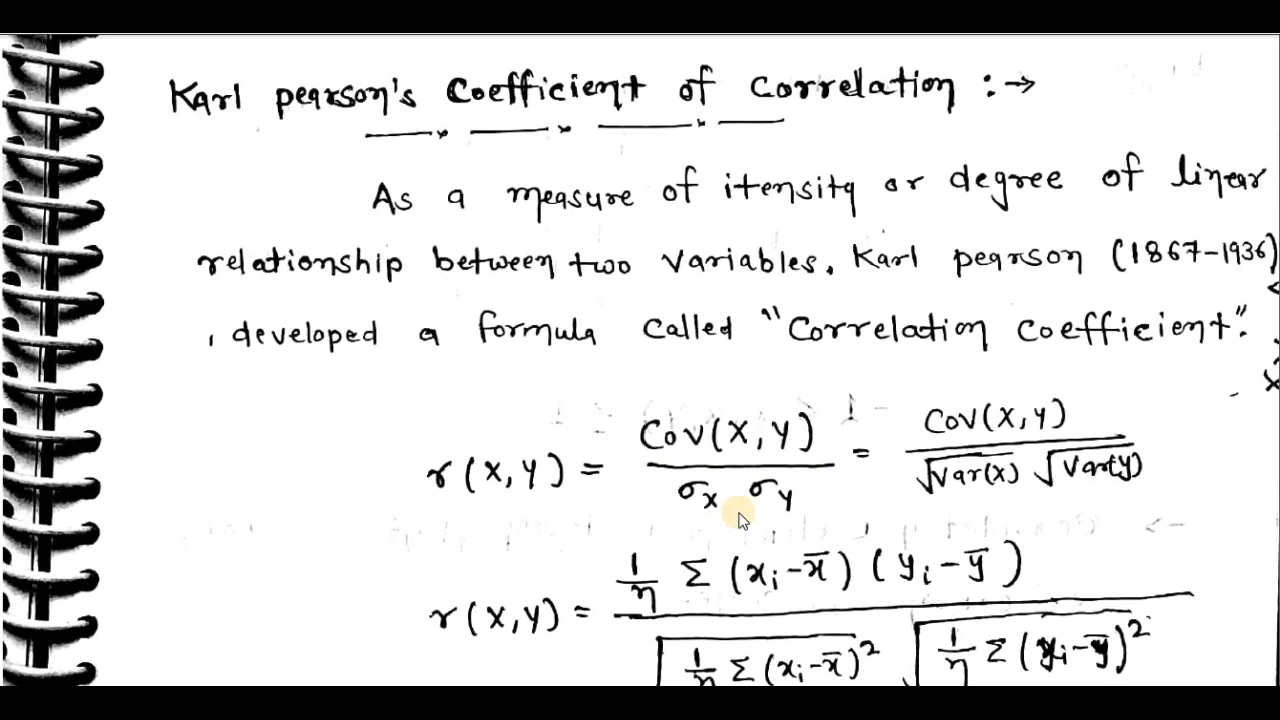 Karl pearson's Coefficient of Correlation :→
As a measure of itensity or degree of linear
relationship between two variables. Karl pearson (1867-1936)
, developed a formula called "Correlation coefficient".
r(X,Y) = Cov(X,Y) / σX σY = Cov(X,Y) / √Var(X) √Var(Y)
r(X,Y) = 1/n Σ (xi - x̄) (yi - ȳ) / √1/n Σ (xi - x̄)² √1/n Σ (yi - ȳ)²